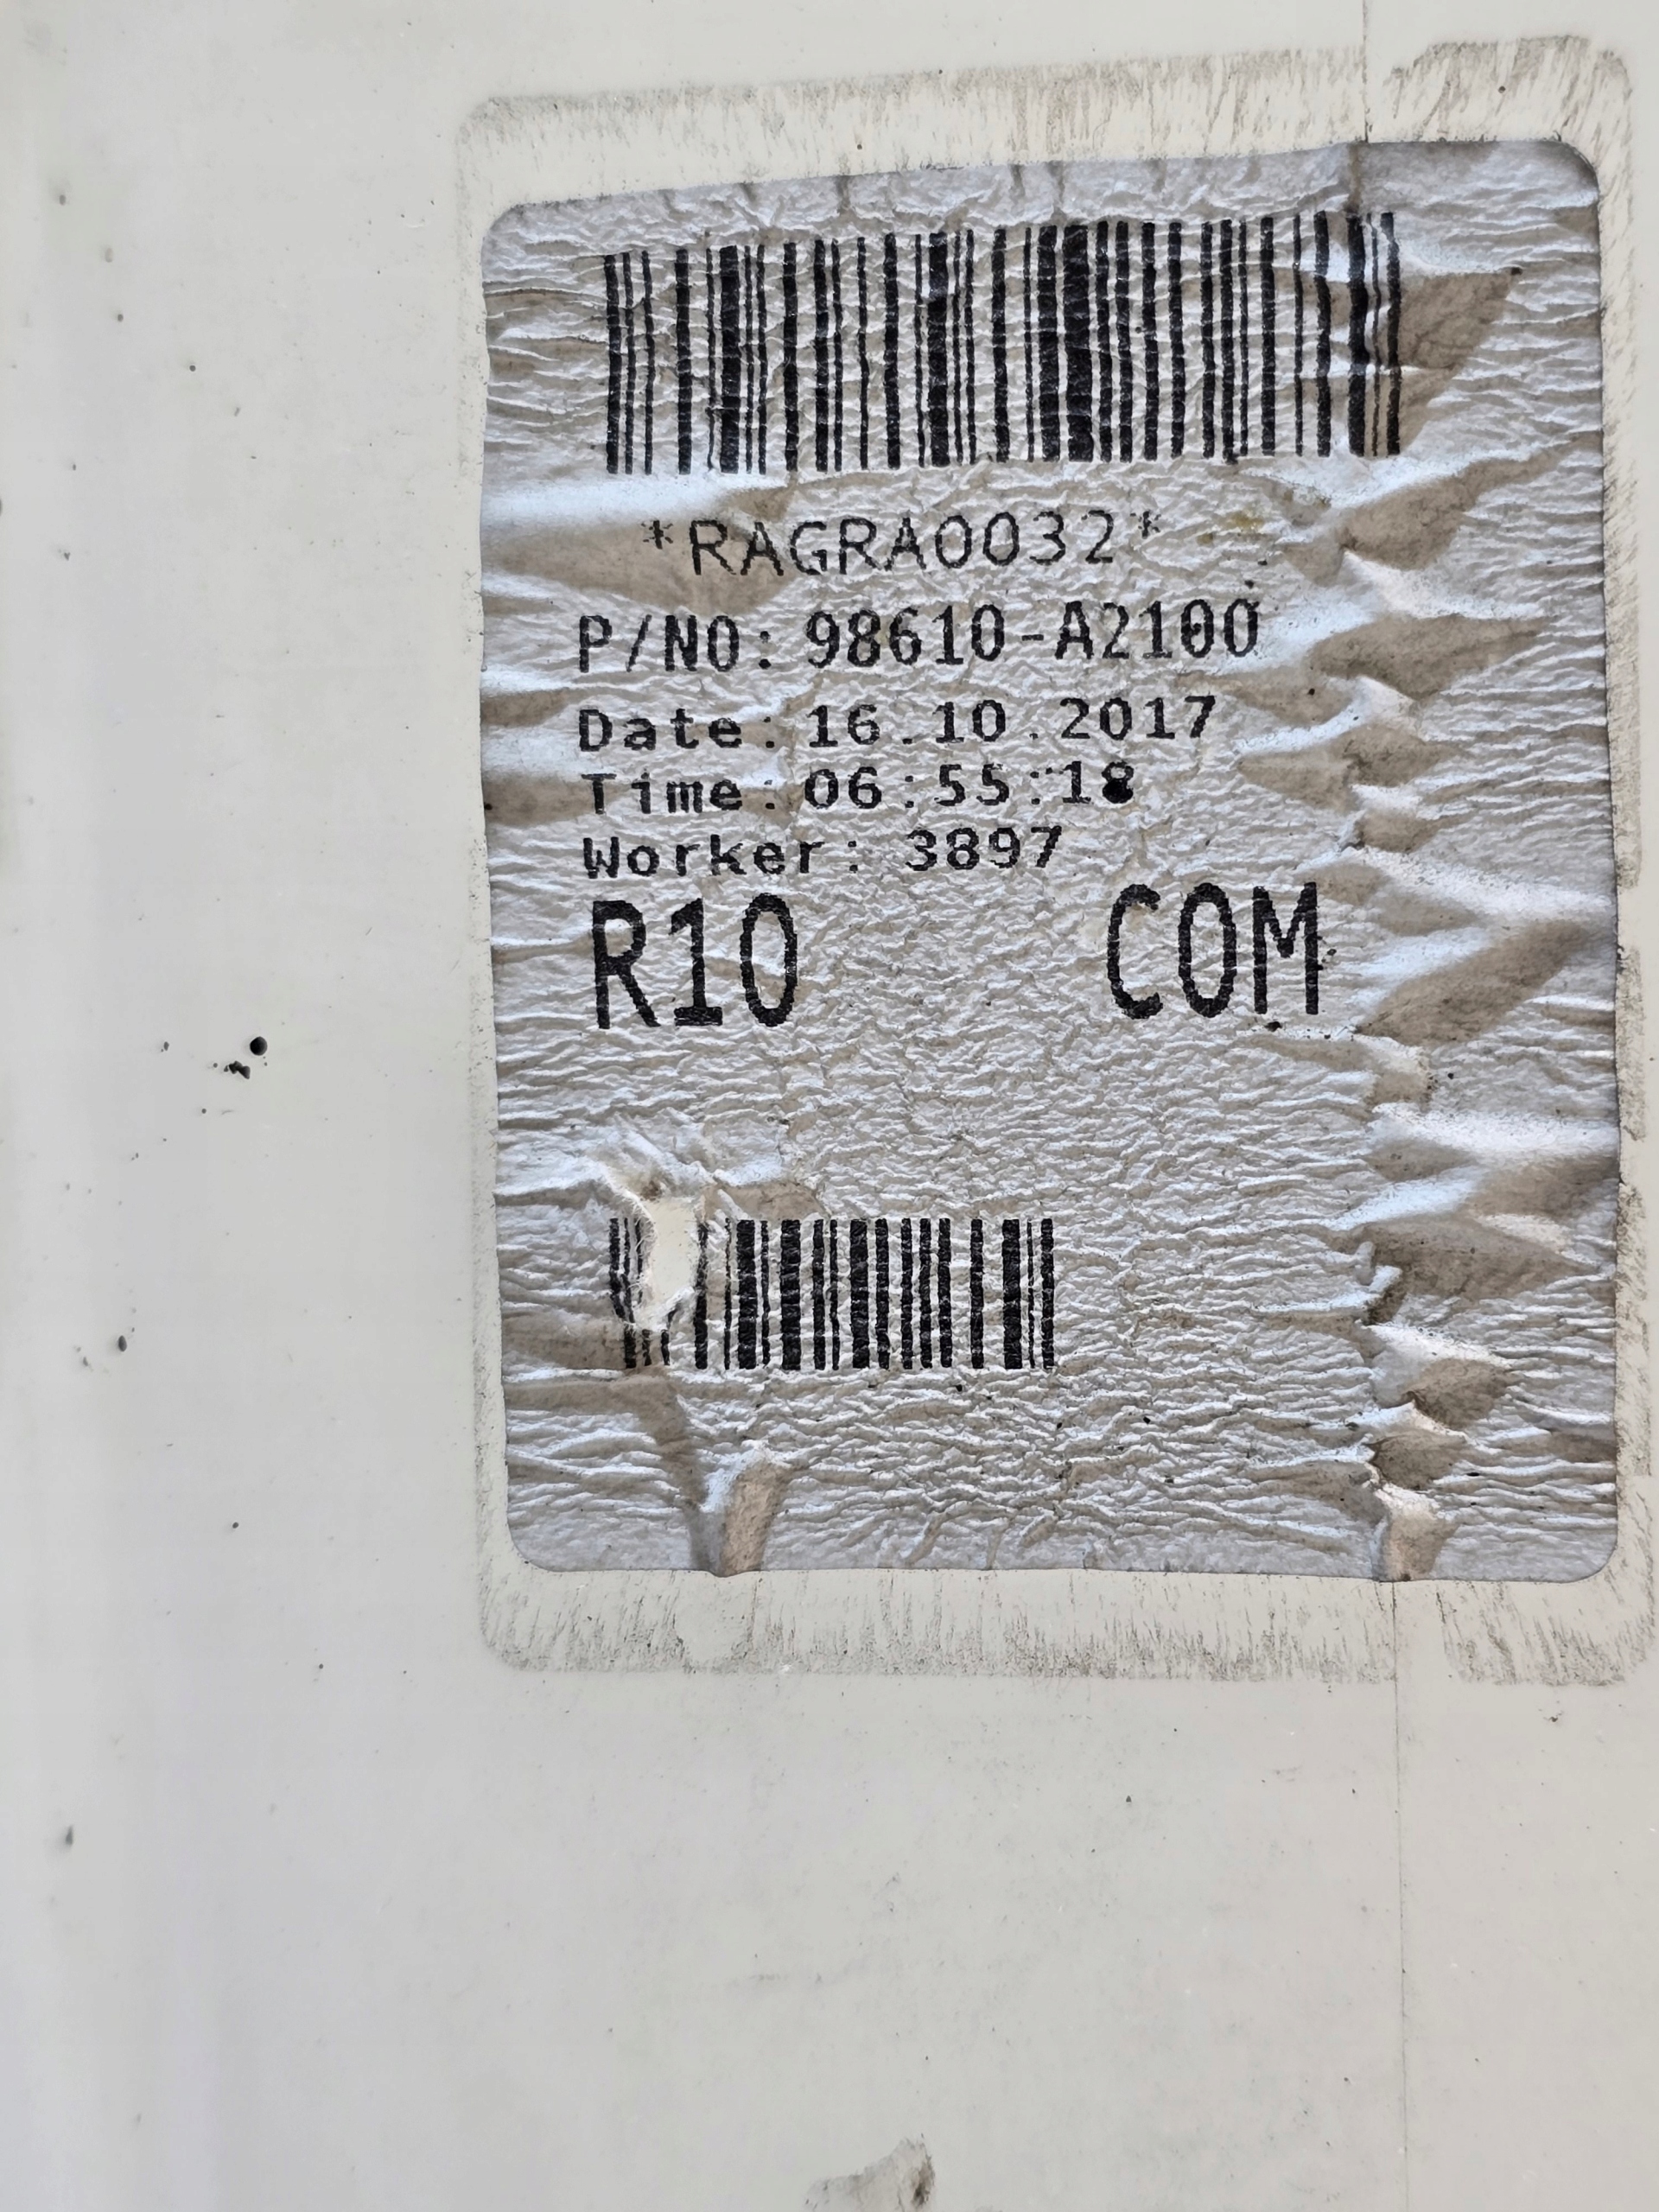 *RAGRA0032*
P/NO: 98610-A2100
Date: 16.10.2017
Time: 06:55:18
Worker: 3897
R10 COM